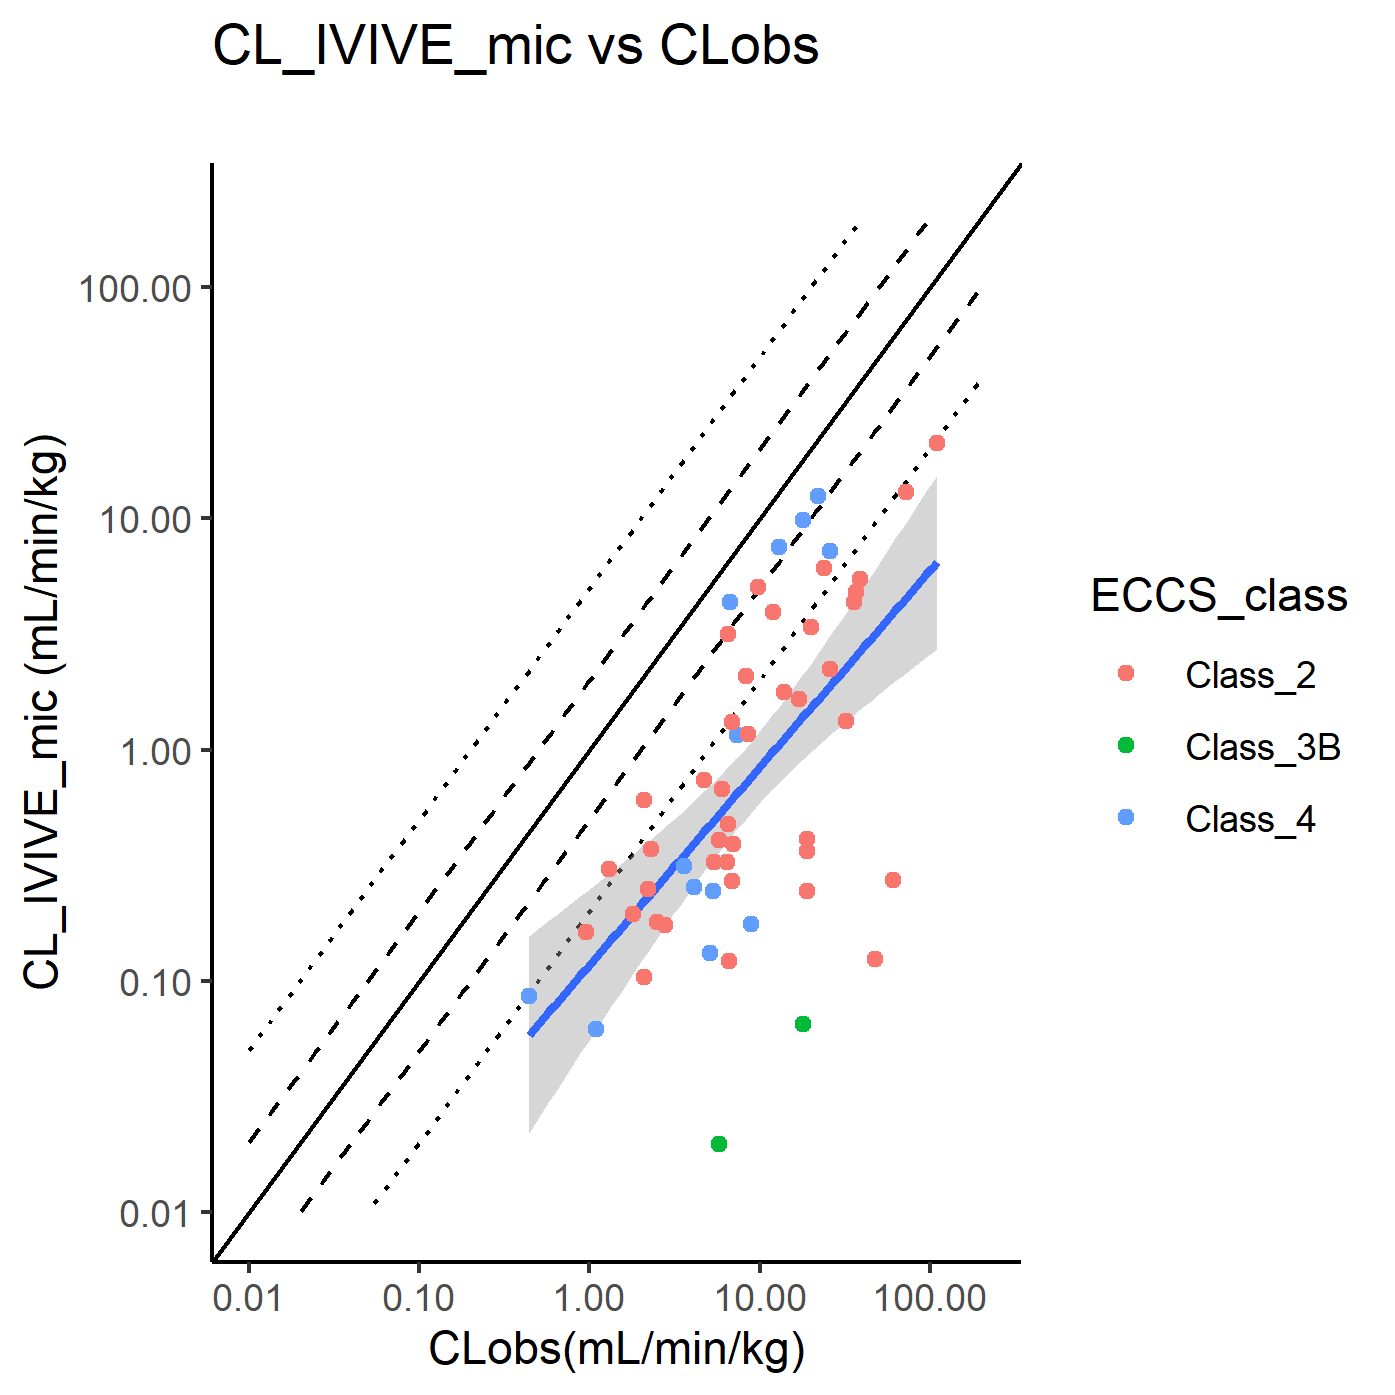 CL_IVIVE_mic vs CLobs
CL_IVIVE_mic (mL/min/kg)
100.00
10.00
1.00
0.10
0.01
0.01
0.10
1.00
10.00
100.00
CLobs(mL/min/kg)
ECCS_class
Class_2
Class_3B
Class_4